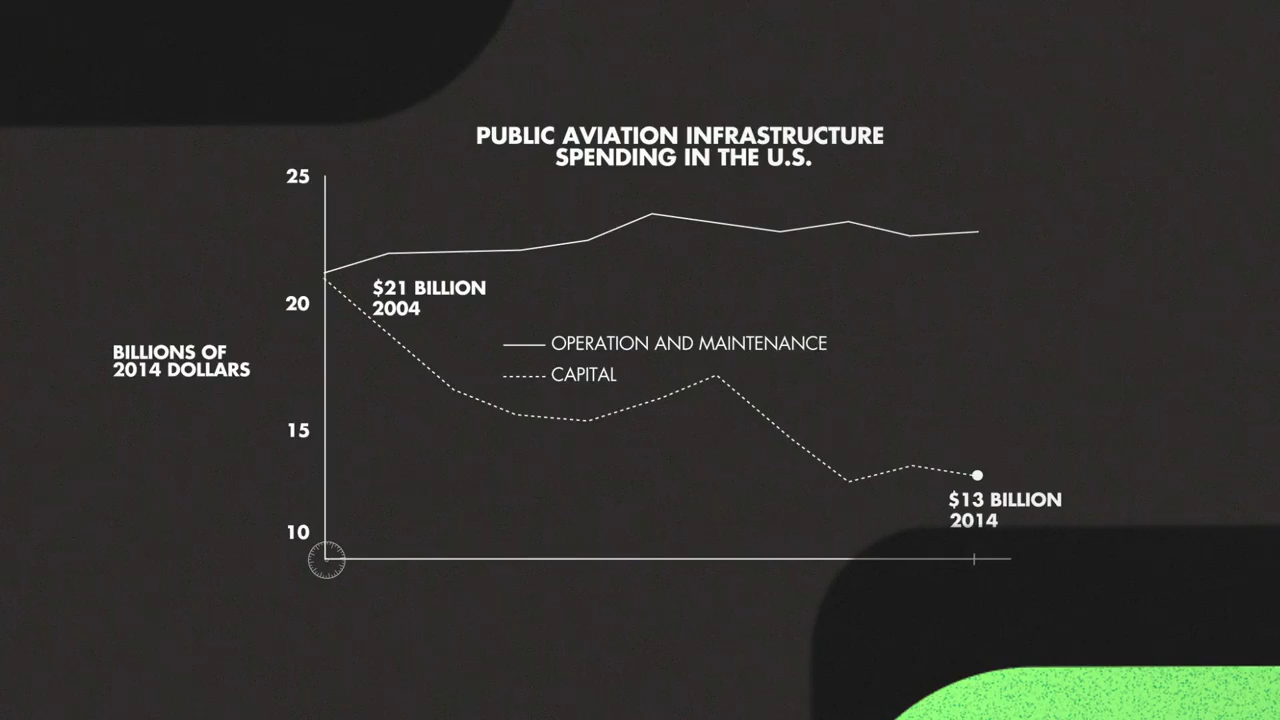 PUBLIC AVIATION INFRASTRUCTURE
SPENDING IN THE U.S.
25
$21 BILLION
2004
20
OPERATION AND MAINTENANCE
BILLIONS OF
2014 DOLLARS
CAPITAL
15
$13 BILLION
2014
10